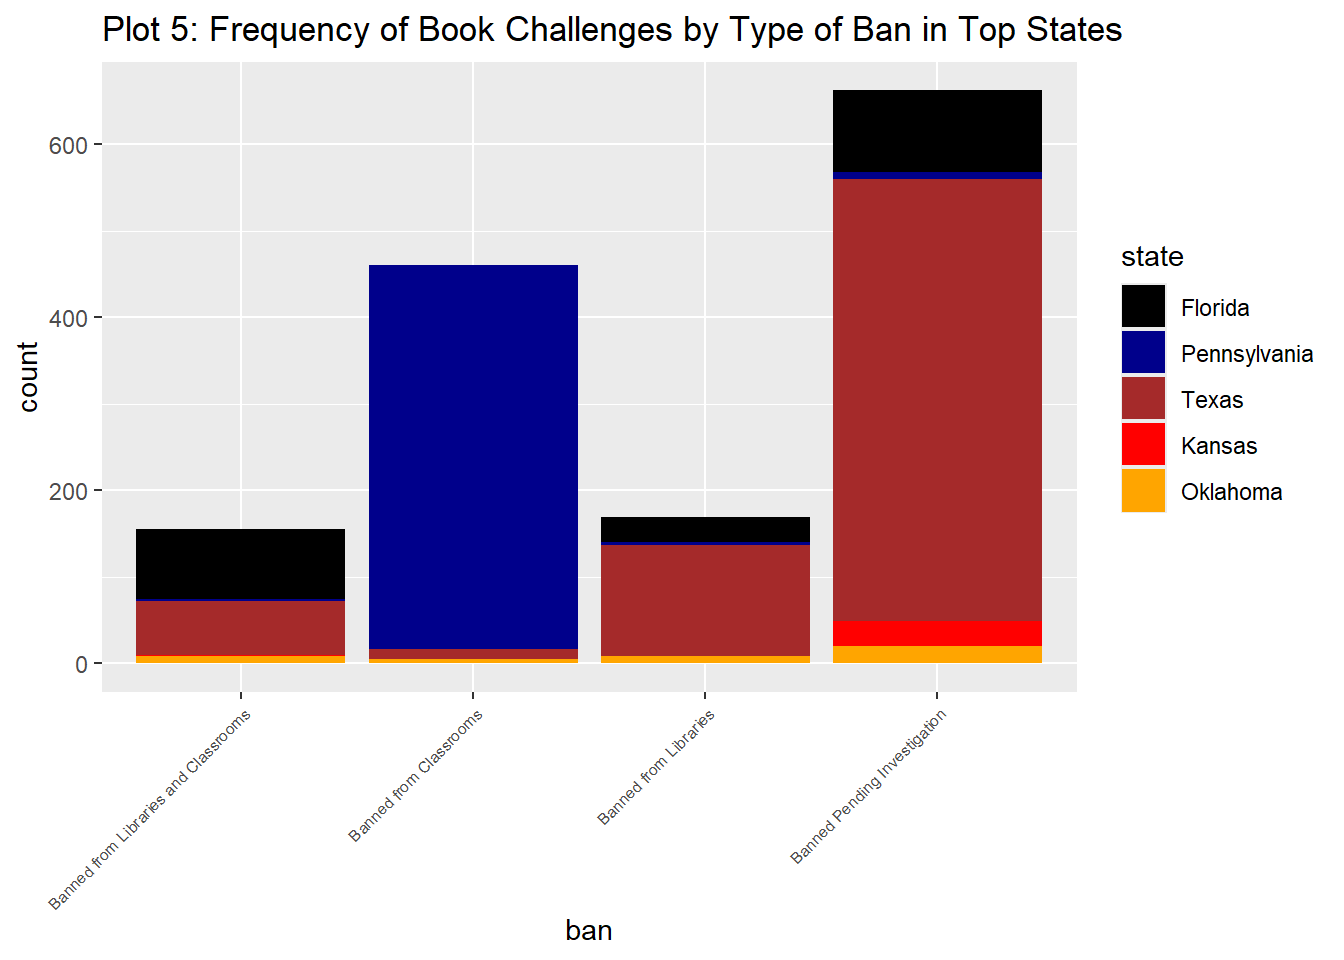 Plot 5: Frequency of Book Challenges by Type of Ban in Top States
600
400
200
0
count
Banned from Libraries and Classrooms
Banned from Classrooms
Banned from Libraries
Banned Pending Investigation
ban
state
Florida
Pennsylvania
Texas
Kansas
Oklahoma